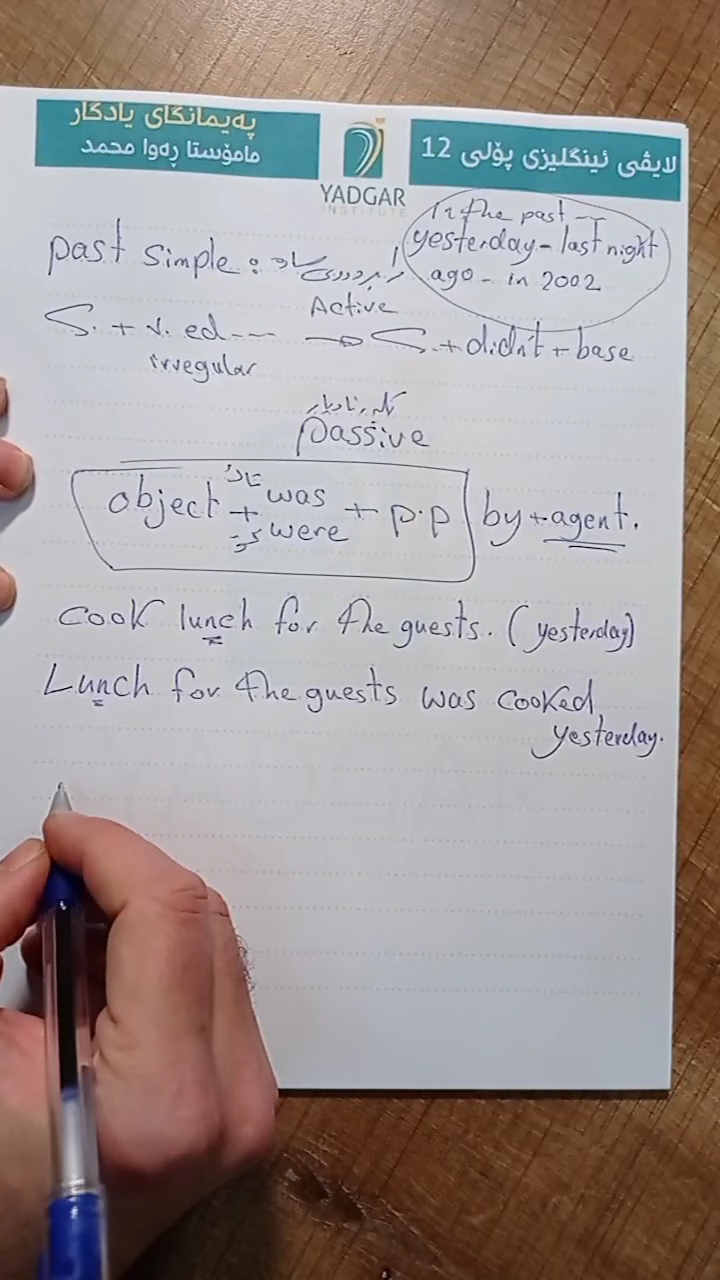 پەیمانگای یادگار
مامۆستا ڕەوا محمد
YADGAR
INSTITUTE
لایڤی ئینگلیزی پۆلی 12
In the past ---
yesterday - last night
ago - in 2002
past simple :
Active
S. + v. ed --- → S. + didn't + base
irregular
passive
object + was + p.p by + agent.
تاک
were
کۆ
cook lunch for the guests. (yesterday)
Lunch for the guests was cooked
yesterday.